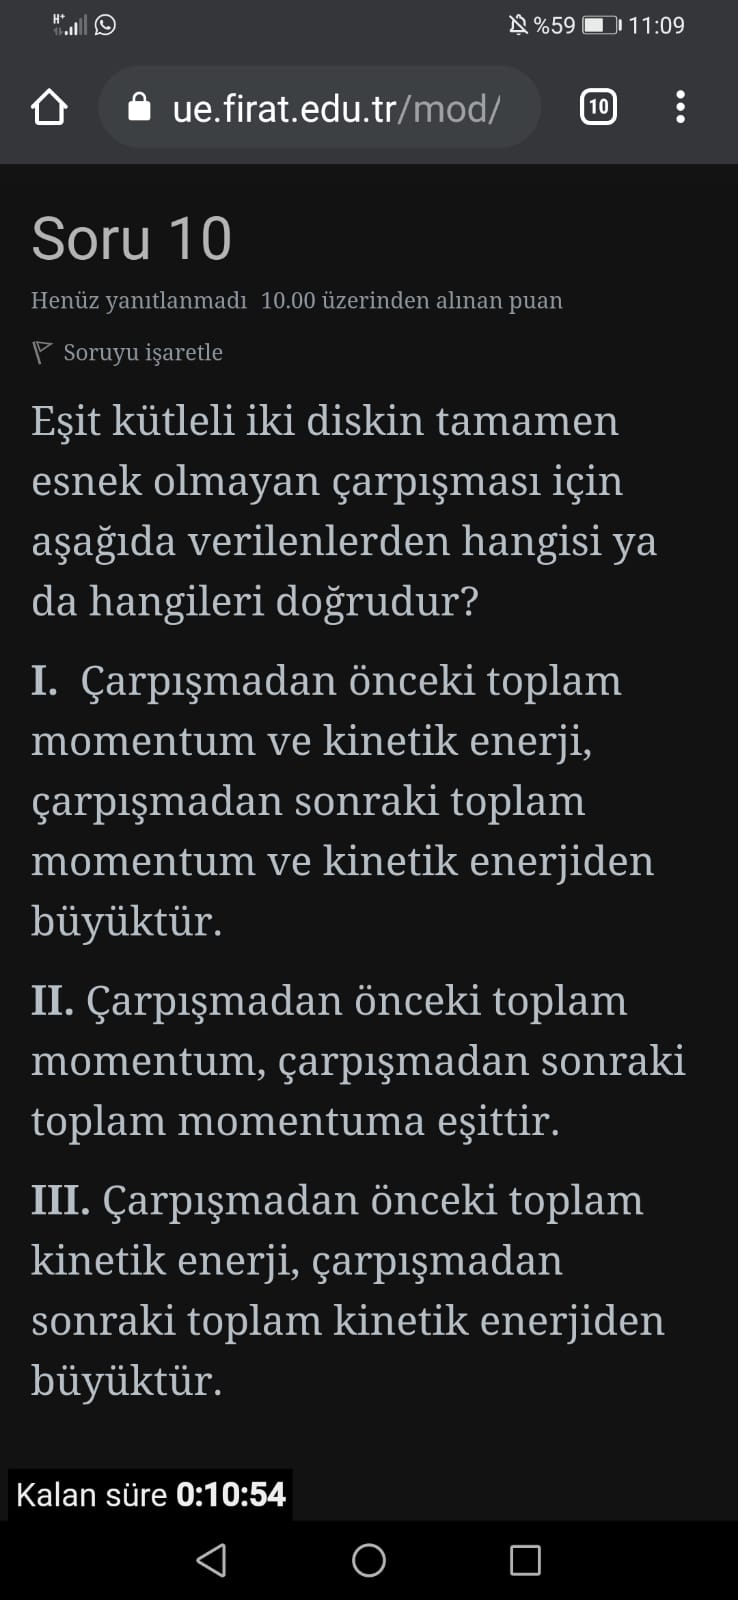 H+ %59 11:09
ue.firat.edu.tr/mod/ 10
Soru 10
Henüz yanıtlanmadı 10.00 üzerinden alınan puan
Soruyu işaretle
Eşit kütleli iki diskin tamamen
esnek olmayan çarpışması için
aşağıda verilenlerden hangisi ya
da hangileri doğrudur?
I. Çarpışmadan önceki toplam
momentum ve kinetik enerji,
çarpışmadan sonraki toplam
momentum ve kinetik enerjiden
büyüktür.
II. Çarpışmadan önceki toplam
momentum, çarpışmadan sonraki
toplam momentuma eşittir.
III. Çarpışmadan önceki toplam
kinetik enerji, çarpışmadan
sonraki toplam kinetik enerjiden
büyüktür.
Kalan süre 0:10:54